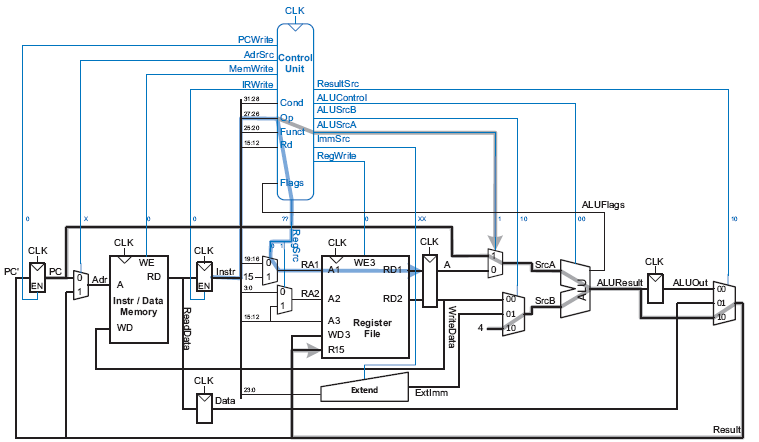 CLK
PCWrite
AdrSrc
MemWrite
IRWrite
Control
Unit
ResultSrc
ALUControl
ALUSrcB
ALUSrcA
ImmSrc
RegWrite
31:28
27:26
25:20
15:12
Cond
Op
Funct
Rd
Flags
ALUFlags
0
X
0
0
??
RegSrc
0
XX
1
10
00
10
CLK
PC'
PC
EN
0
1
Adr
CLK
WE
A
RD
Instr / Data
Memory
WD
ReadData
CLK
EN
Instr
CLK
Data
19:16
15
3:0
15:12
23:0
0
1
RA1
0
1
RA2
CLK
WE3
A1
RD1
A2
RD2
A3
WD3
Register
File
R15
Extend
ExtImm
CLK
A
WriteData
1
0
SrcA
00
01
10
4
SrcB
ALU
ALUResult
CLK
ALUOut
00
01
10
Result